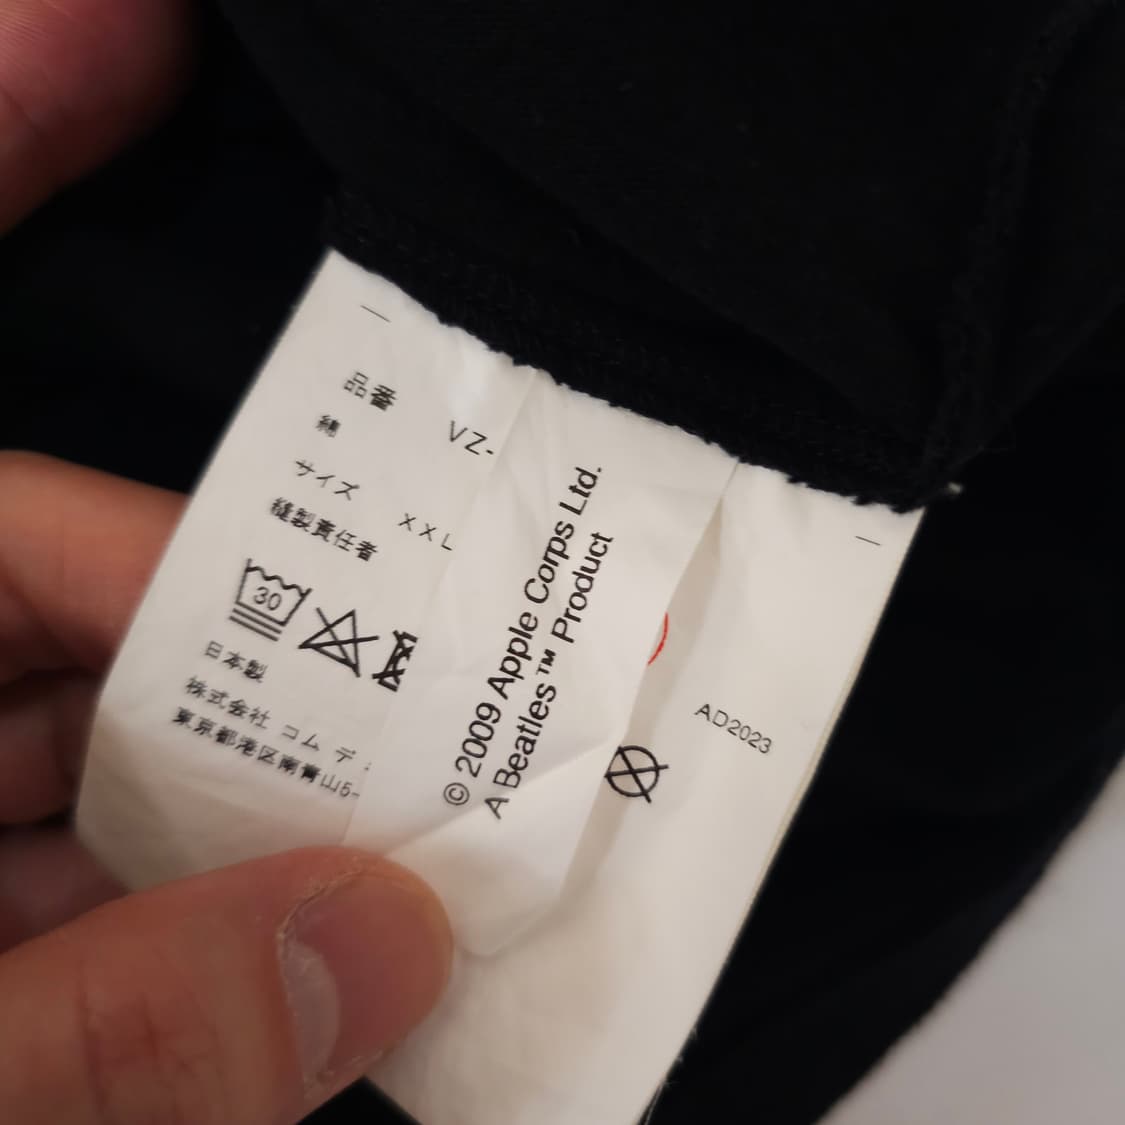 品番 VZ-
綿
サイズ XXL
縫製責任者
30
日本製
株式会社 コム デ
東京都港区南青山5-
© 2009 Apple Corps Ltd.
A Beatles™ Product
AD2023